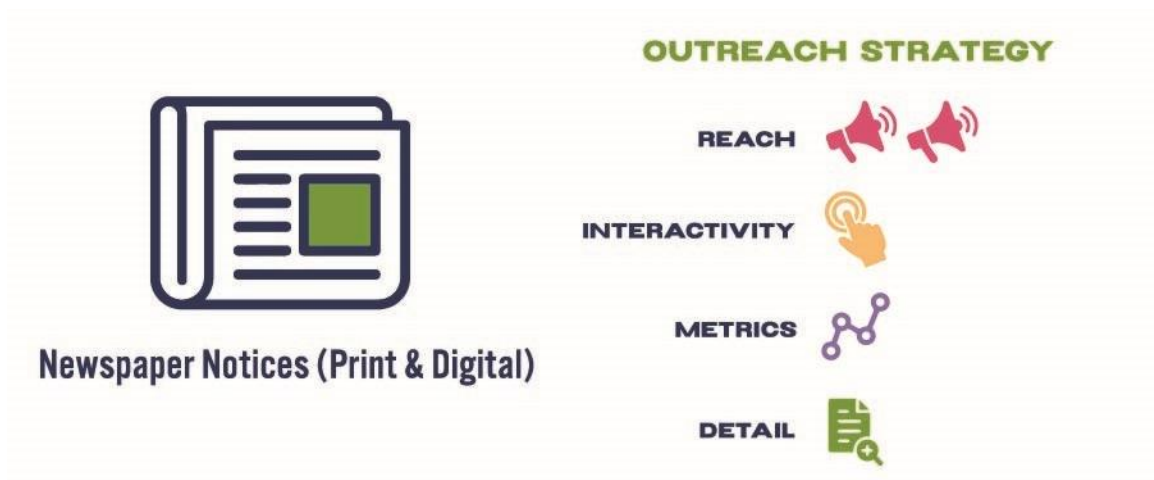 OUTREACH STRATEGY
REACH
INTERACTIVITY
METRICS
DETAIL
Newspaper Notices (Print & Digital)